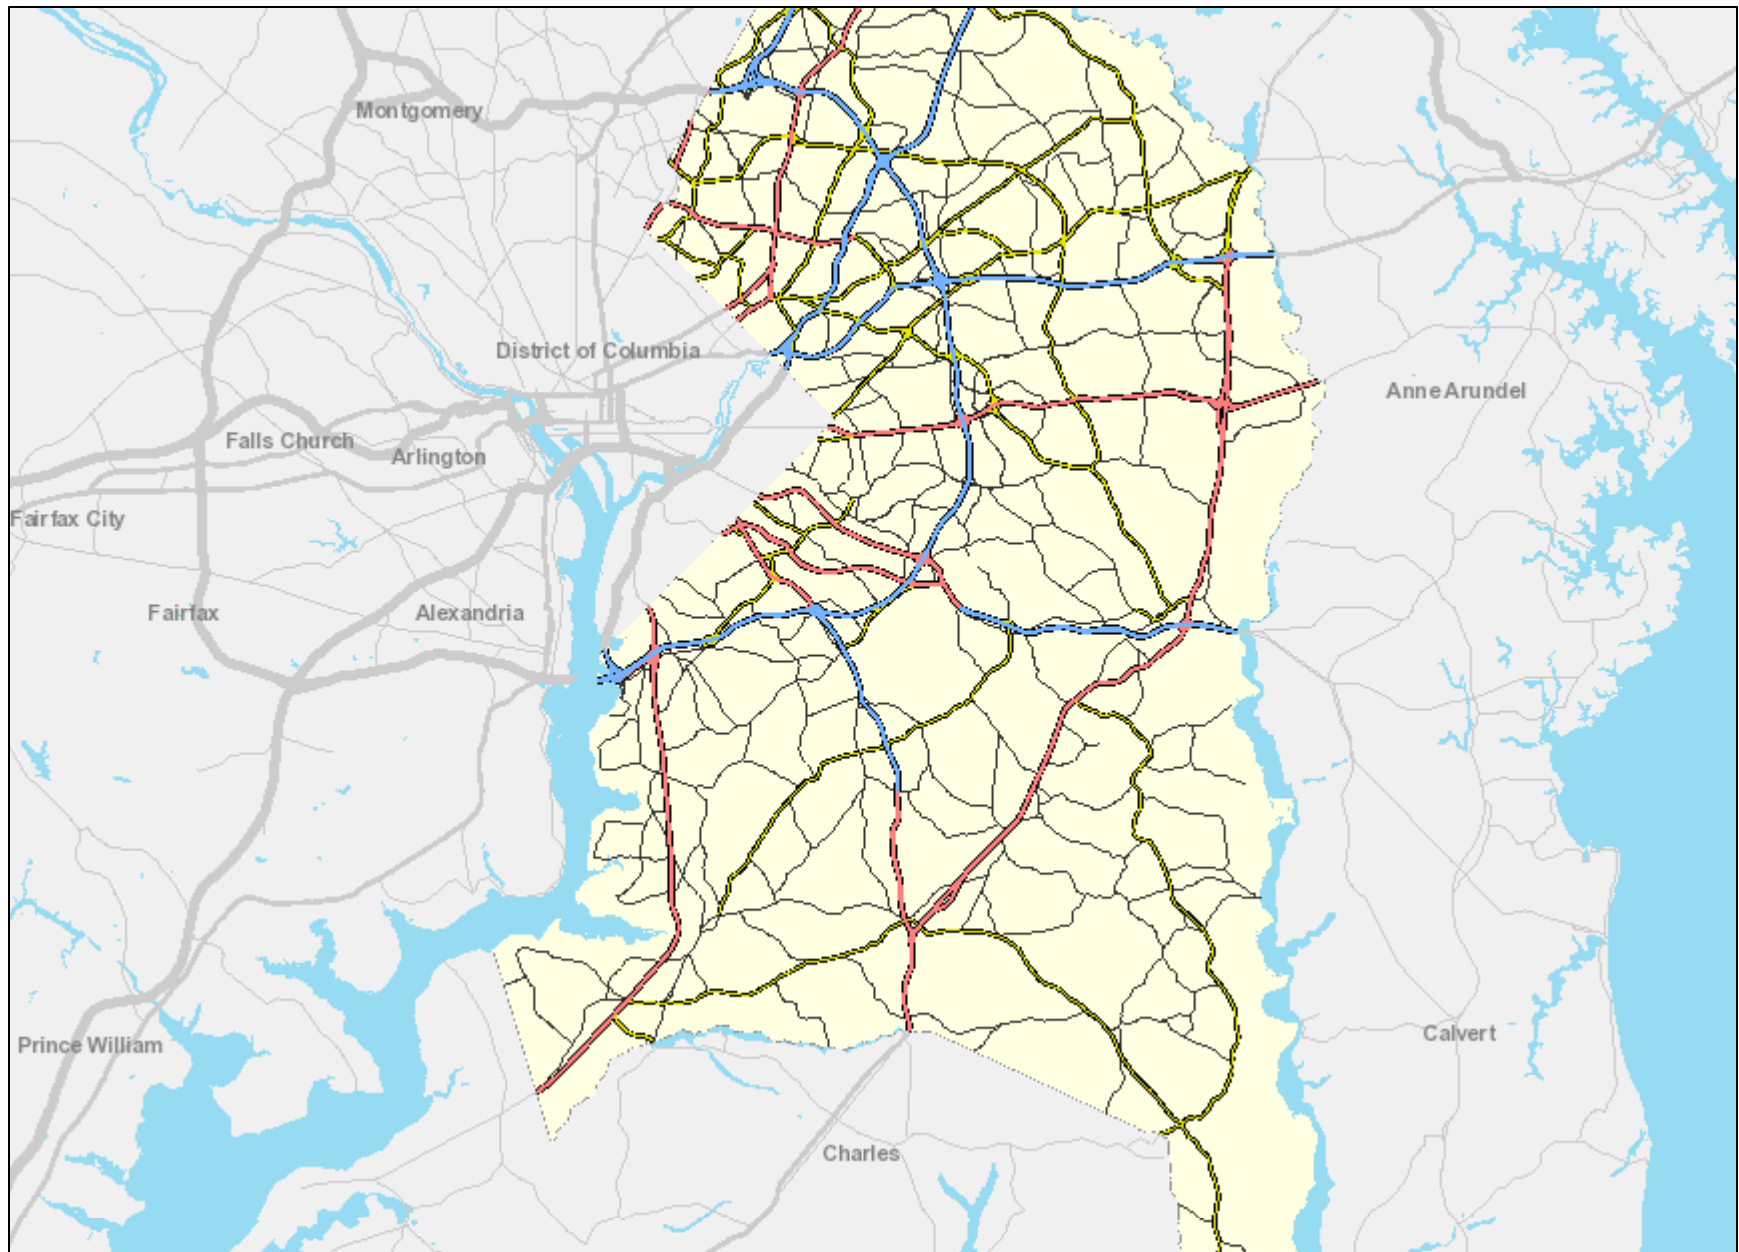 Montgomery
District of Columbia
Anne Arundel
Falls Church
Arlington
Fairfax City
Fairfax
Alexandria
Calvert
Prince William
Charles